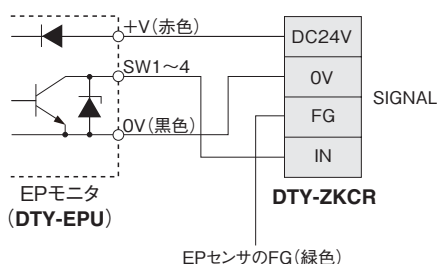 +V(赤色)
SW1～4
0V(黒色)
DC24V
0V
FG
IN
SIGNAL
EPモニタ
(DTY-EPU)
DTY-ZKCR
EPセンサのFG(緑色)